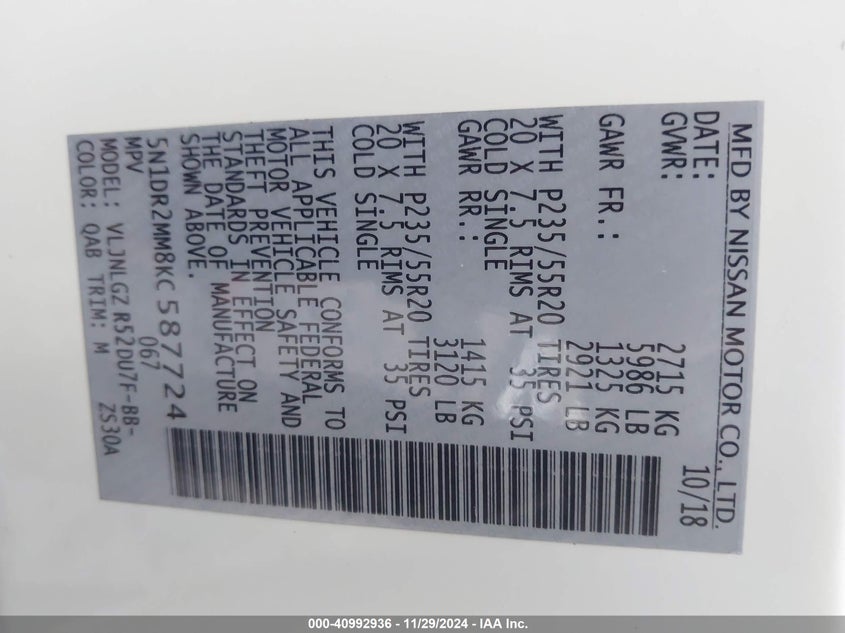 MFD BY NISSAN MOTOR CO., LTD.
DATE: 10/18
GVWR: 2715 KG
5986 LB
GAWR FR.: 1325 KG
2921 LB
WITH P235/55R20 TIRES
20 X 7.5 RIMS AT 35 PSI
COLD SINGLE
GAWR RR.: 1415 KG
3120 LB
WITH P235/55R20 TIRES
20 X 7.5 RIMS AT 35 PSI
COLD SINGLE
THIS VEHICLE CONFORMS TO
ALL APPLICABLE FEDERAL
MOTOR VEHICLE SAFETY AND
THEFT PREVENTION
STANDARDS IN EFFECT ON
THE DATE OF MANUFACTURE
SHOWN ABOVE.
5N1DR2MM8KC587724
MPV 067
MODEL: VLJNLGZ R52DU7F-BB-
COLOR: QAB TRIM: M ZS30A
000-40992936 - 11/29/2024 - IAA Inc.